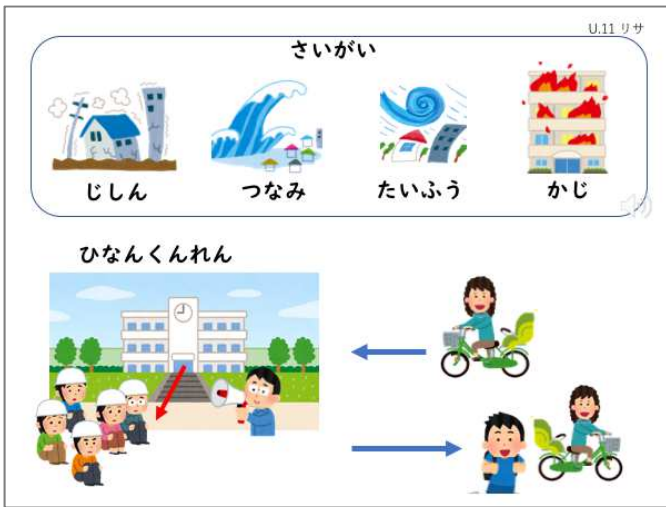 U.11 リサ
さいがい
じしん
つなみ
たいふう
かじ
ひなんくんれん